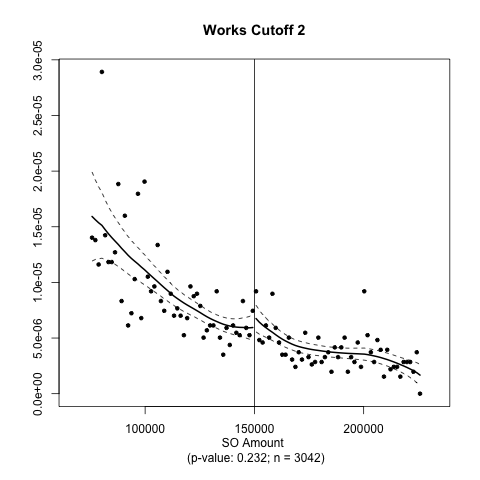 Works Cutoff 2
3.0e-05
2.5e-05
2.0e-05
1.5e-05
1.0e-05
5.0e-06
0.0e+00
100000 150000 200000
SO Amount
(p-value: 0.232; n = 3042)